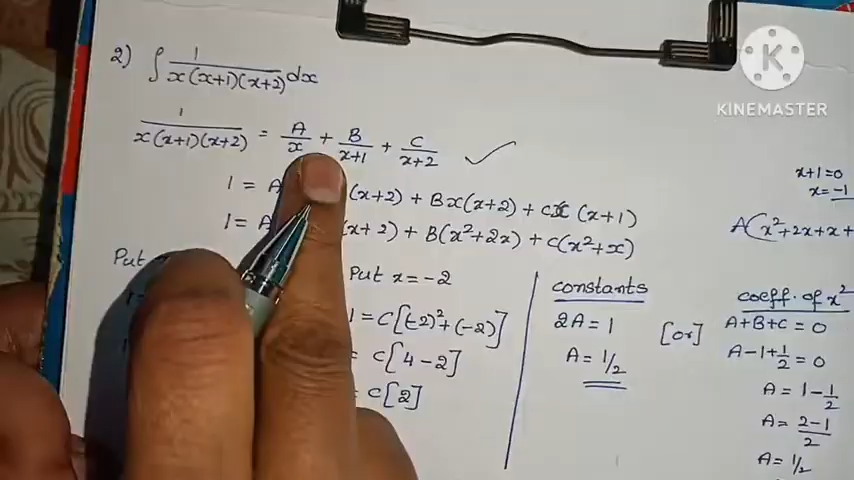 2) ∫ 1/x(x+1)(x+2) dx
1/x(x+1)(x+2) = A/x + B/x+1 + C/x+2 ✓
1 = A (x+2) + Bx(x+2) + Cx (x+1)
1 = A x+2) + B(x²+2x) + C(x²+x)
Put
Put x = -2
1 = C[(-2)² + (-2)]
= C[4-2]
= C[2]
constants
2A = 1
A = 1/2
[or]
x+1=0
x=-1
A(x²+2x+x+
coeff. of x²
A+B+C = 0
A-1+1/2 = 0
A = 1-1/2
A = 2-1/2
A = 1/2
K
KINEMASTER